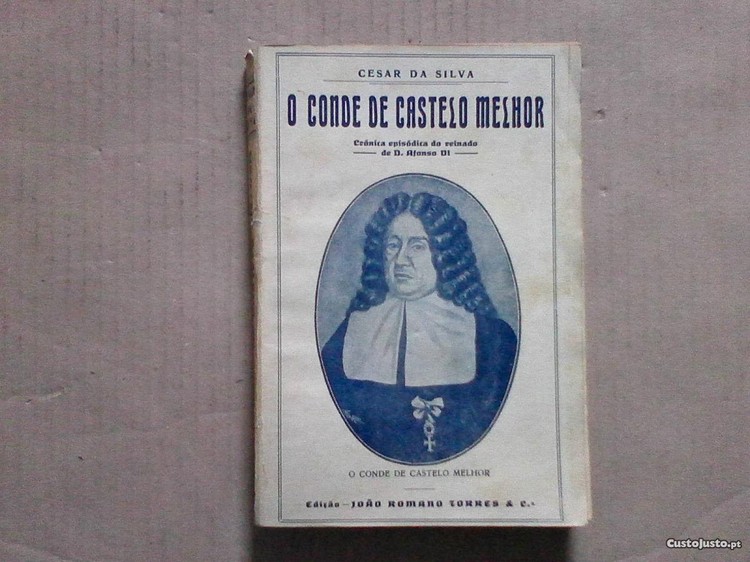 CESAR DA SILVA
O CONDE DE CASTELO MELHOR
Crónica episódica do reinado
de D. Afonso VI
O CONDE DE CASTELO MELHOR
Edição — JOÃO ROMANO TORRES & C.ª
CustoJusto.pt